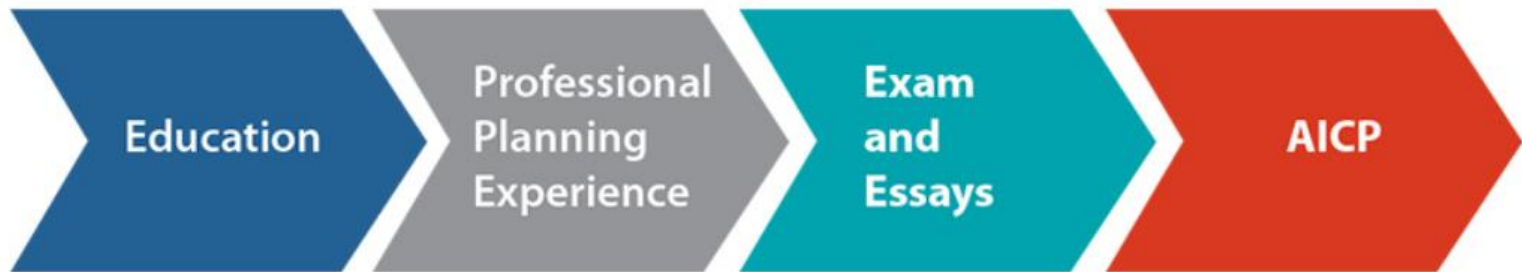 Education
Professional
Planning
Experience
Exam
and
Essays
AICP